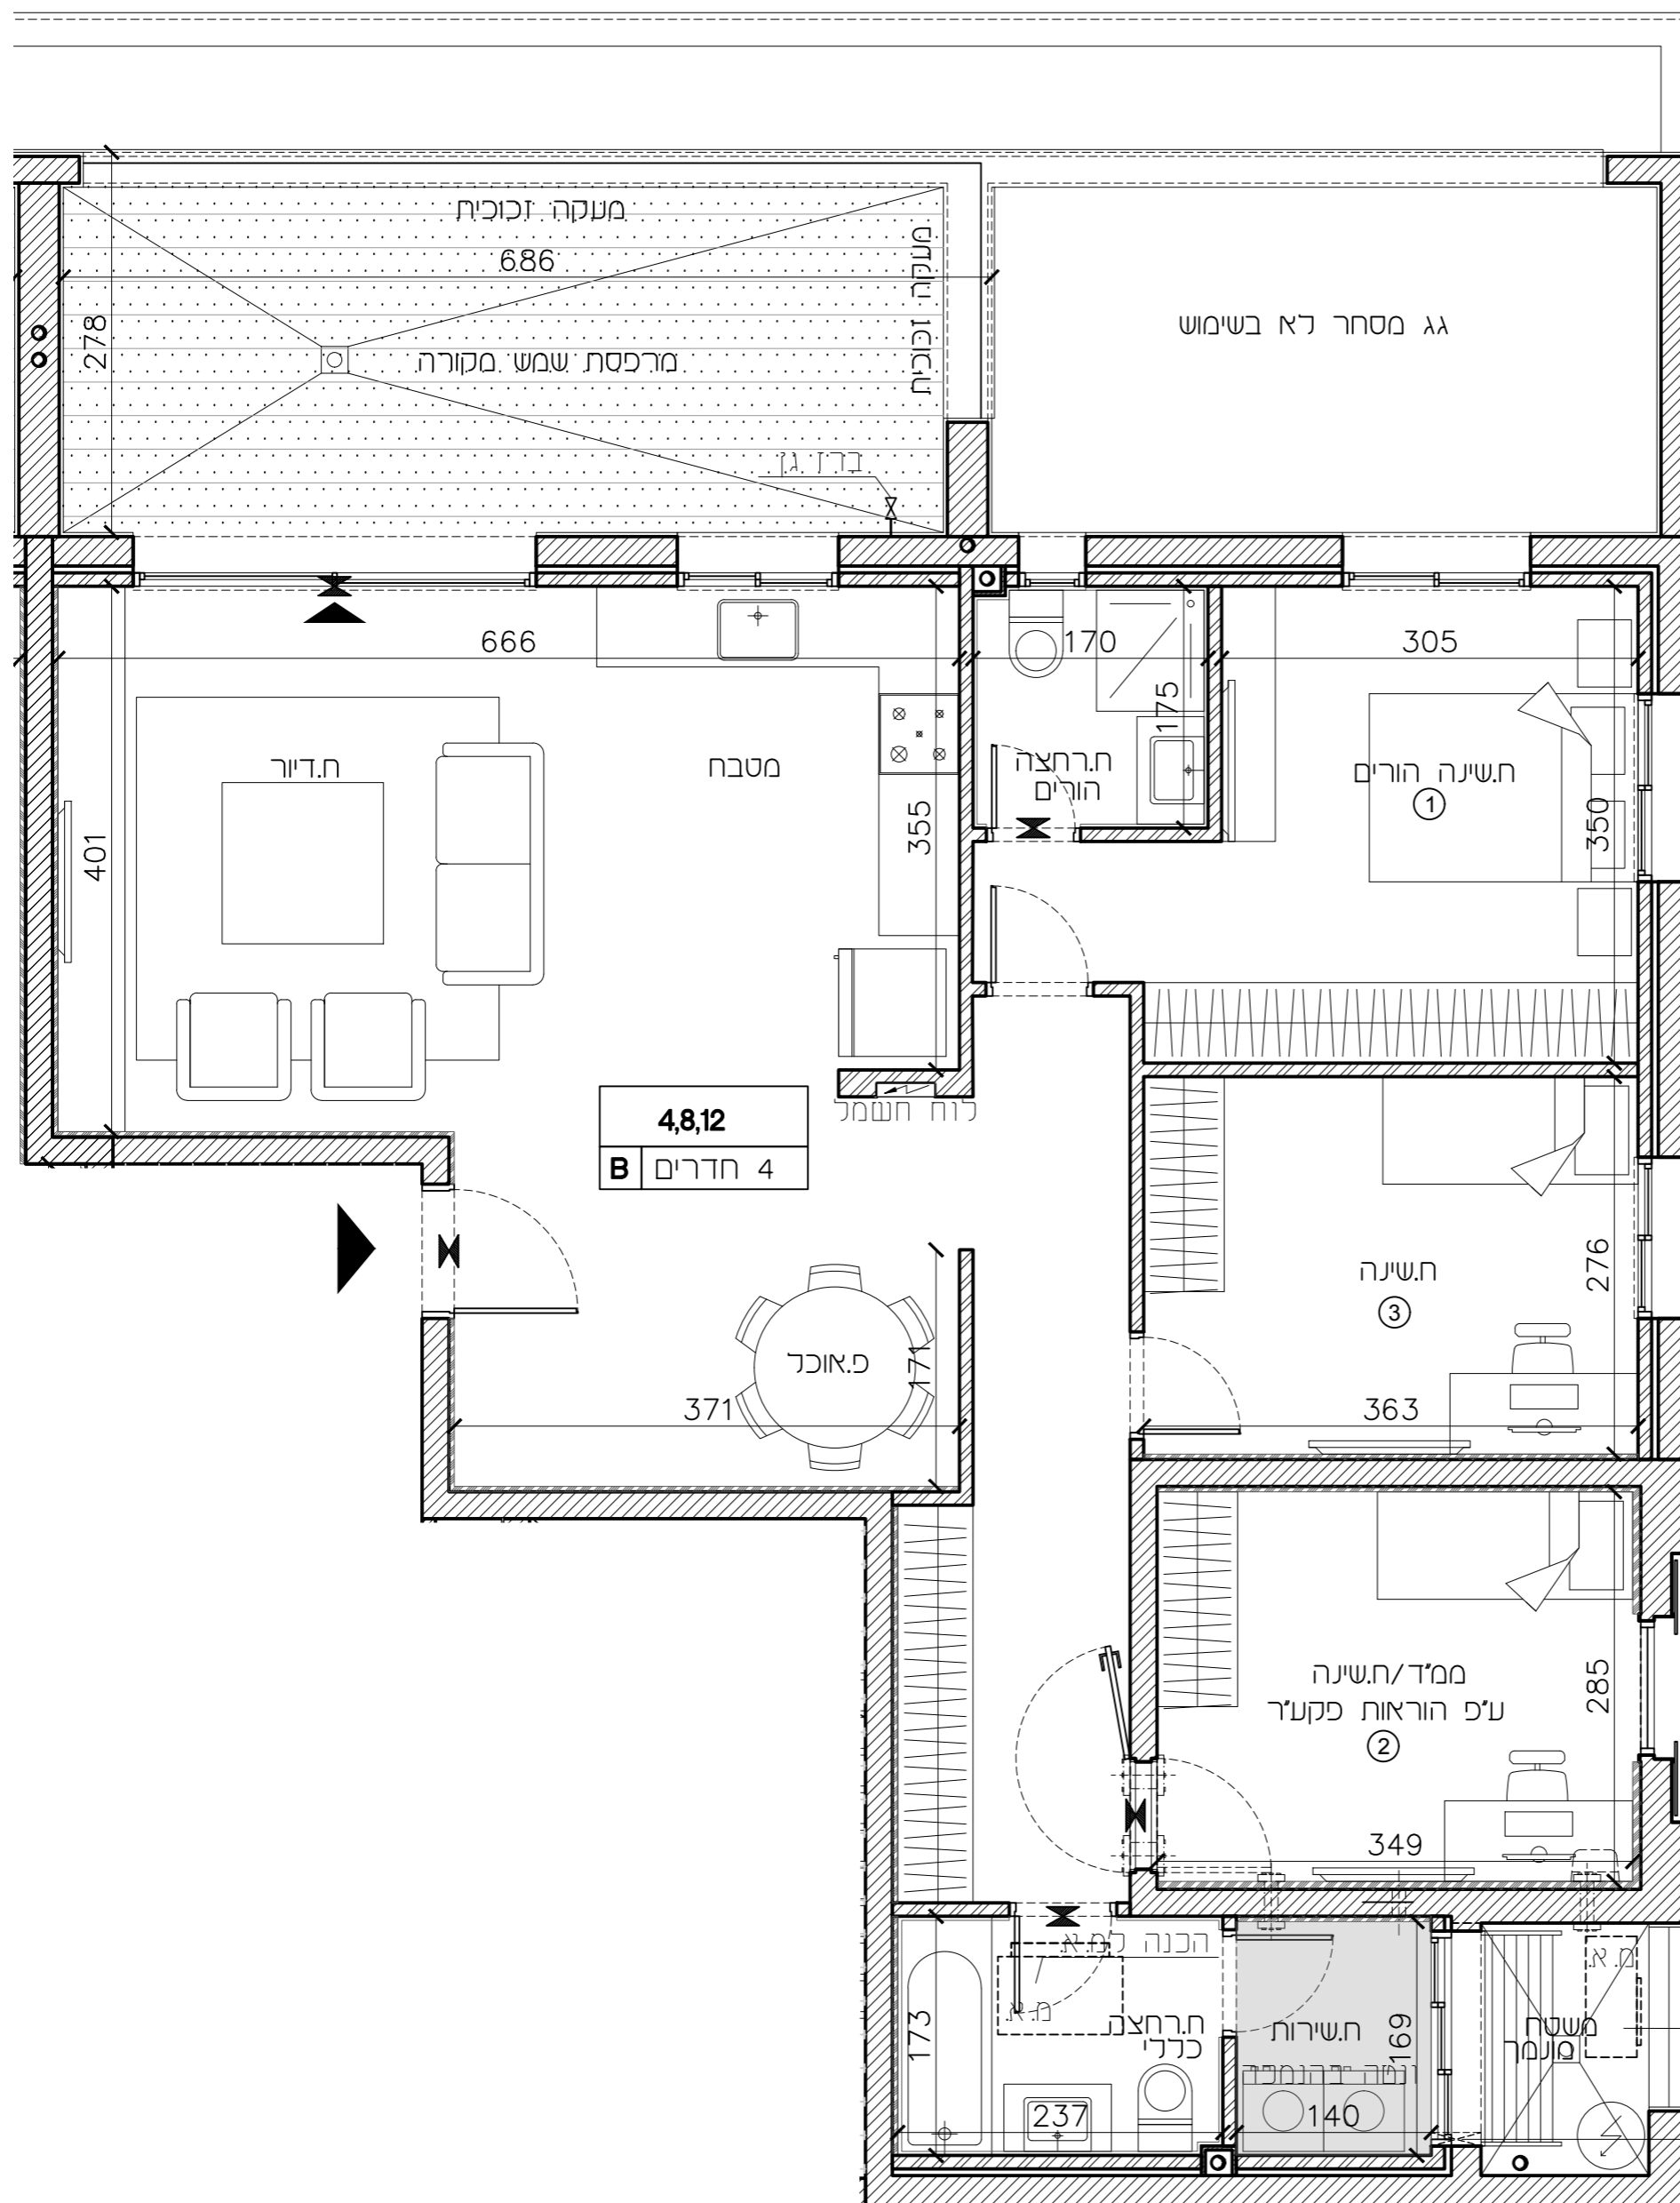 מעקה זכוכית
מעקה זכוכית
686
278
גג מסחר לא בשימוש
מרפסת שמש מקורה
ברז גן
666
170
305
175
ח.דיור
מטבח
ח.רחצה
הורים
ח.שינה הורים
1
401
355
350
לוח חשמל
4,8,12
B 4 חדרים
276
ח.שינה
3
פ.אוכל
171
371
363
ממ"ד/ח.שינה
ע"פ הוראות פקע"ר
2
285
349
הכנה למ.א.
מ.א.
מ.א.
173
ח.רחצה
כללי
ח.שירות
169
משטח
מונמך
237
140